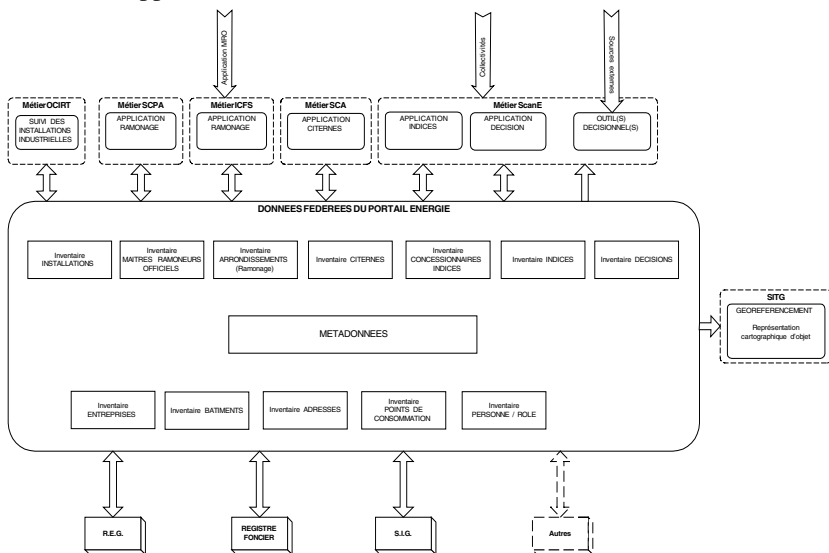 Application MRO
Collectivités
Sources externes
Métier OCIRT
SUIVI DES
INSTALLATIONS
INDUSTRIELLES
Métier SCPA
APPLICATION
RAMONAGE
Métier ICFS
APPLICATION
RAMONAGE
Métier SCA
APPLICATION
CITERNES
Métier ScanE
APPLICATION
INDICES
APPLICATION
DECISION
OUTIL(S)
DECISIONNEL(S)
DONNEES FEDEREES DU PORTAIL ENERGIE
Inventaire
INSTALLATIONS
Inventaire
MAITRES RAMONEURS
OFFICIELS
Inventaire
ARRONDISSEMENTS
(Ramonage)
Inventaire CITERNES
Inventaire
CONCESSIONNAIRES
INDICES
Inventaire INDICES
Inventaire DECISIONS
METADONNEES
SITG
GEOREFERENCEMENT
Représentation
cartographique d'objet
Inventaire
ENTREPRISES
Inventaire BATIMENTS
Inventaire ADRESSES
Inventaire
POINTS DE
CONSOMMATION
Inventaire
PERSONNE / ROLE
R.E.G.
REGISTRE
FONCIER
S.I.G.
Autres